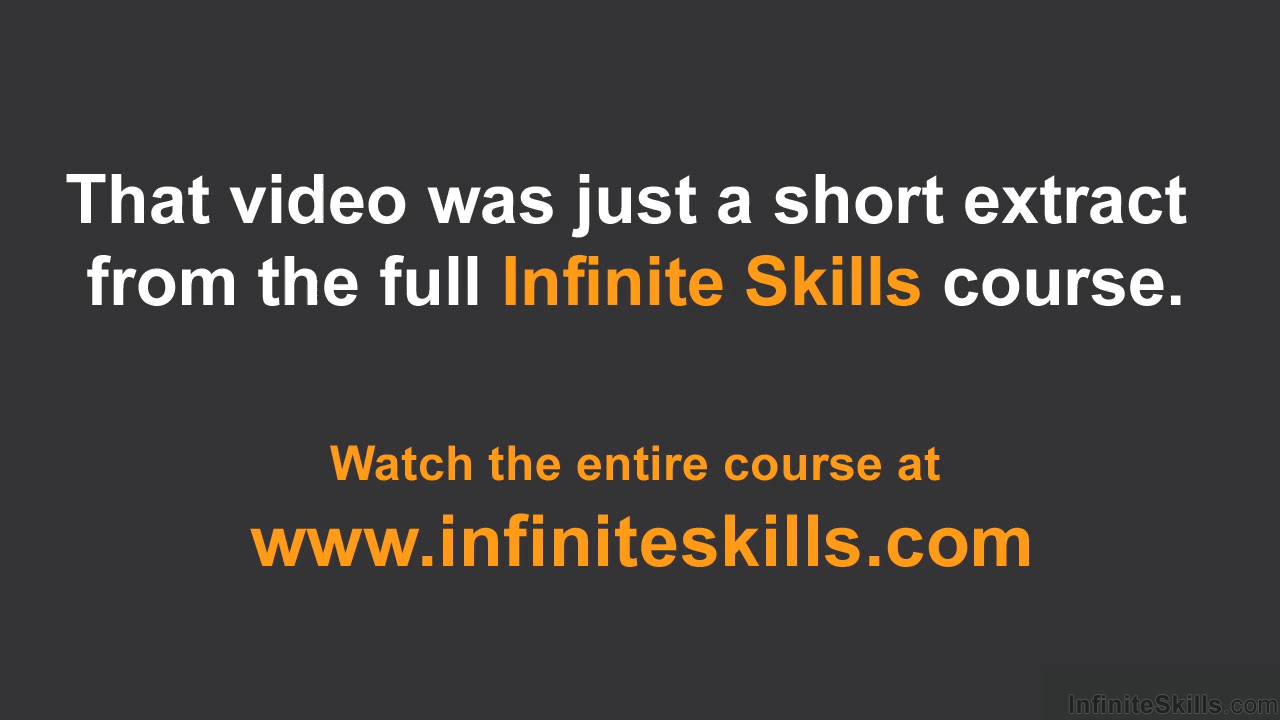 That video was just a short extract
from the full Infinite Skills course.
Watch the entire course at
www.infiniteskills.com
InfiniteSkills.com